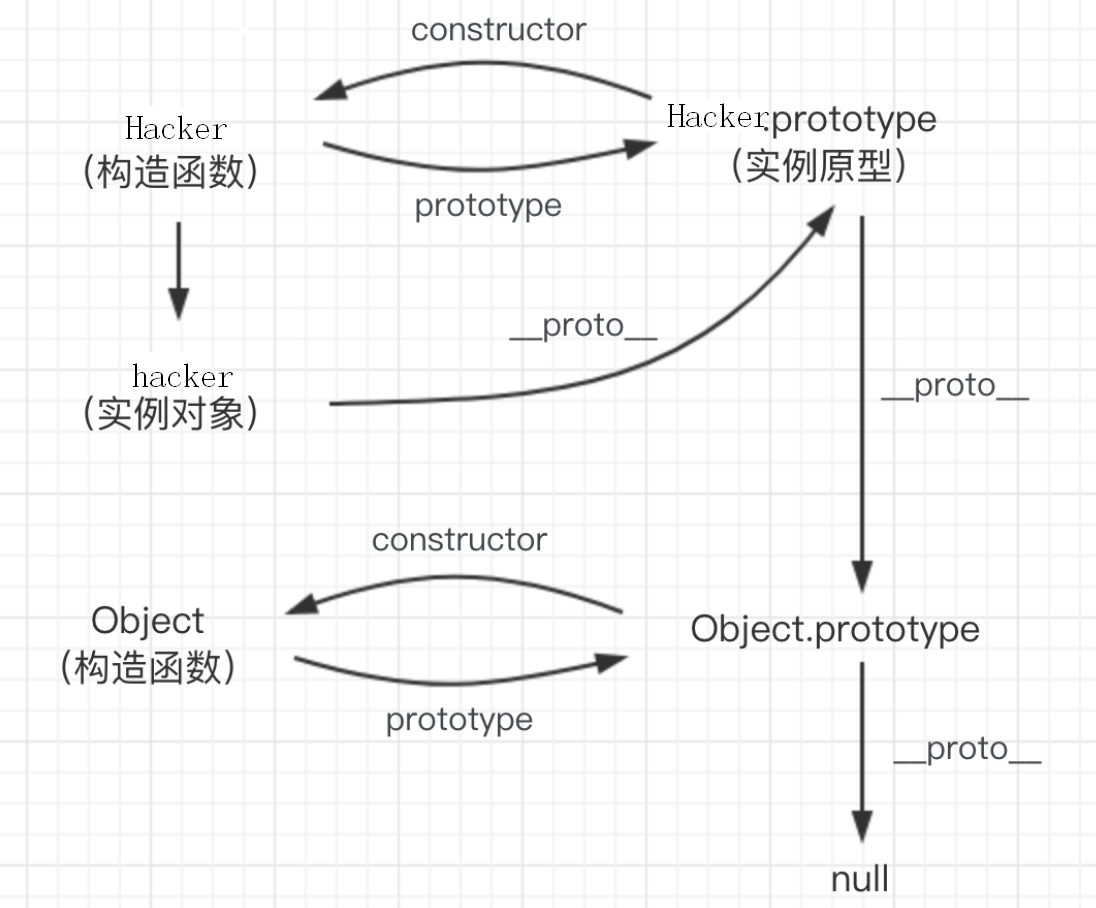 constructor
Hacker
(构造函数)
Hacker.prototype
(实例原型)
prototype
__proto__
hacker
(实例对象)
__proto__
constructor
Object
(构造函数)
Object.prototype
prototype
__proto__
null